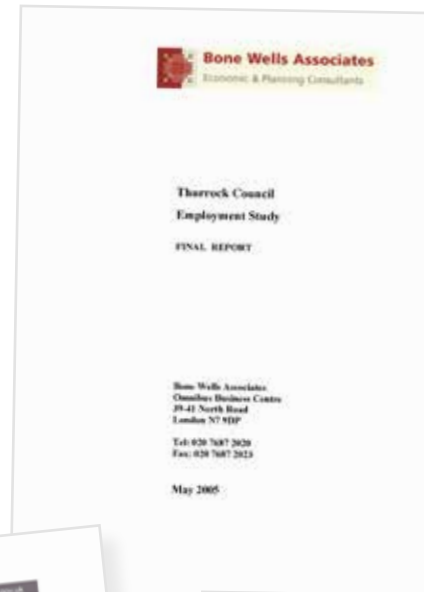 Bone Wells Associates
Economic & Planning Consultants
Thurrock Council
Employment Study
FINAL REPORT
Bone Wells Associates
Omnibus Business Centre
39-41 North Road
London N7 9DP
Tel: 020 7687 2020
Fax: 020 7687 2023
May 2005